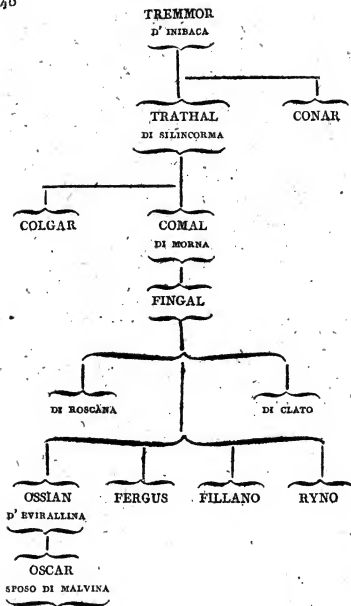 40
TREMMOR
D' INIBACA
TRATHAL CONAR
DI SILINCORMA
COLGAR COMAL
DI MORNA
FINGAL
DI ROSCÀNA DI CLATO
OSSIAN FERGUS FILLANO RYNO
D' EVIRALLINA
OSCAR
SPOSO DI MALVINA